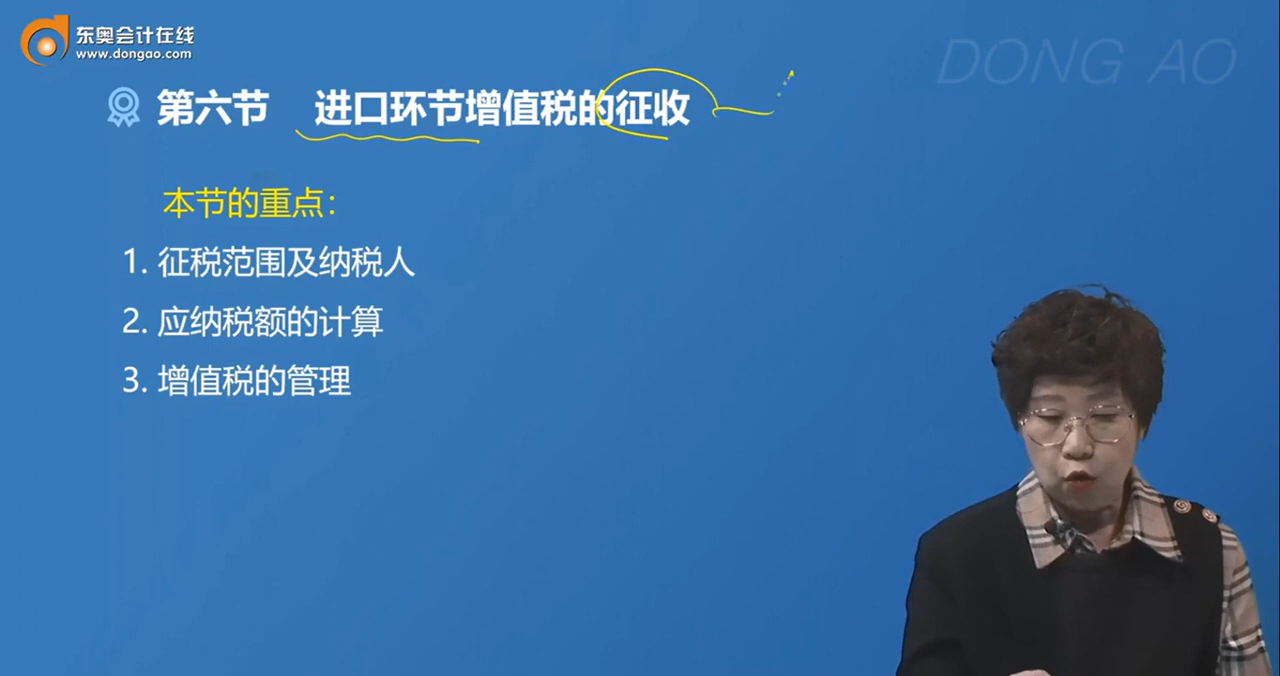 东奥会计在线
www.dongao.com
DONG AO
第六节 进口环节增值税的征收
本节的重点：
1. 征税范围及纳税人
2. 应纳税额的计算
3. 增值税的管理